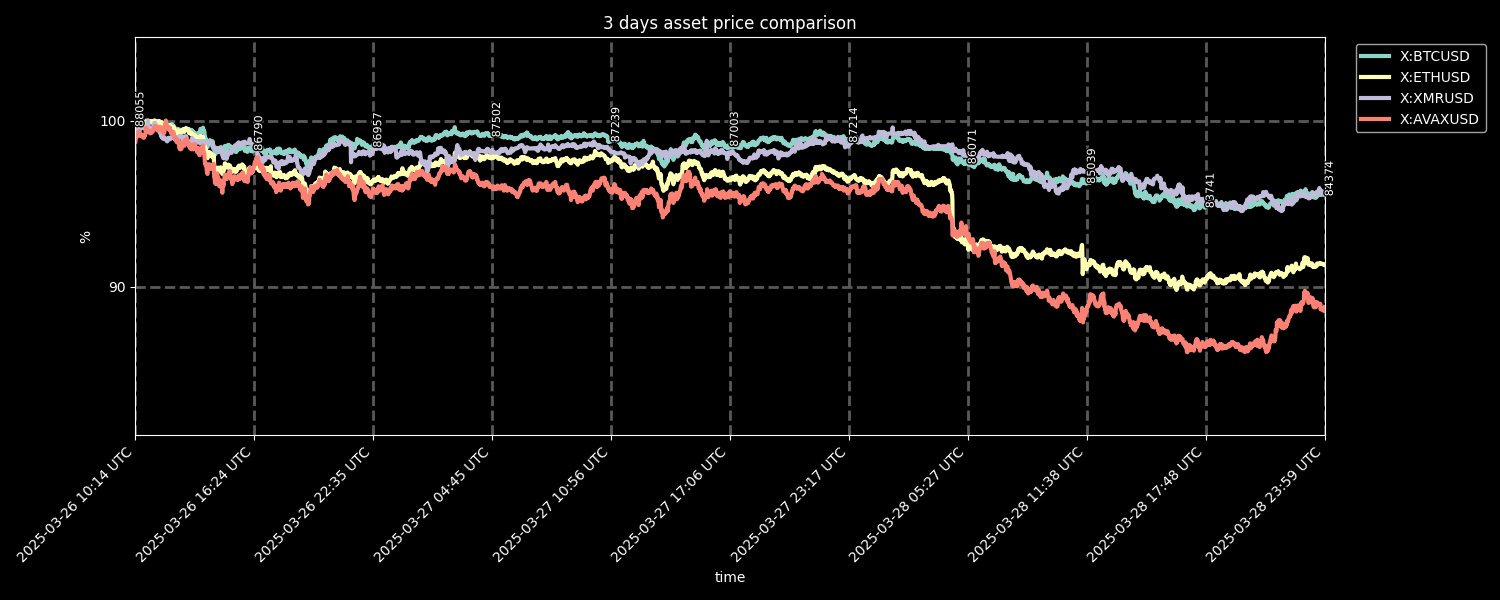 3 days asset price comparison
X:BTCUSD
X:ETHUSD
X:XMRUSD
X:AVAXUSD
100
90
%
88055
86790
86957
87502
87239
87003
87214
86071
85039
83741
84374
2025-03-26 10:14 UTC
2025-03-26 16:24 UTC
2025-03-26 22:35 UTC
2025-03-27 04:45 UTC
2025-03-27 10:56 UTC
2025-03-27 17:06 UTC
2025-03-27 23:17 UTC
2025-03-28 05:27 UTC
2025-03-28 11:38 UTC
2025-03-28 17:48 UTC
2025-03-28 23:59 UTC
time